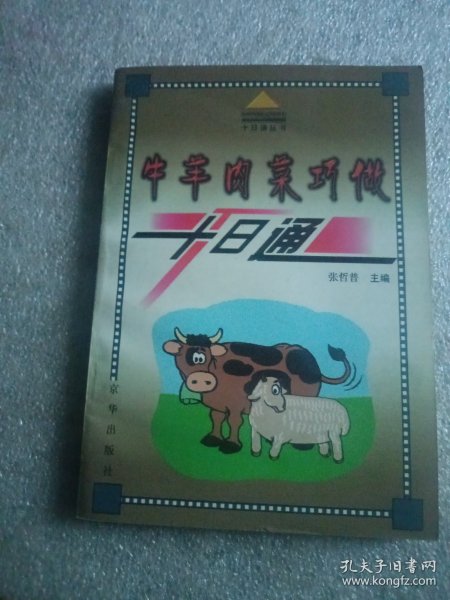 十日通丛书
牛羊肉菜巧做
十日通
张哲普 主编
京华出版社
孔夫子旧书网
www.kongfz.com